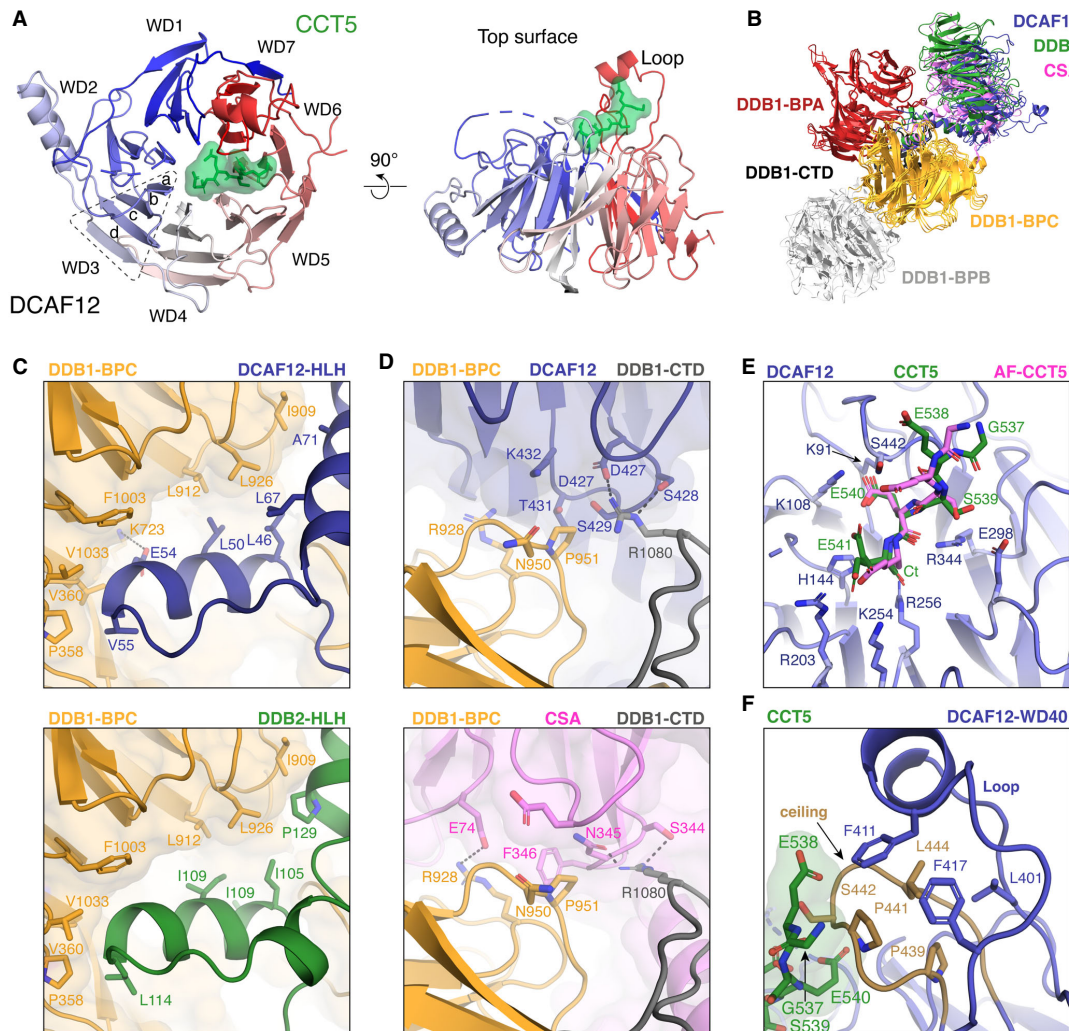 A
WD1
CCT5
WD7
WD2
WD6
a
b
c
d
WD3
WD5
WD4
DCAF12
90°
Top surface
Loop
B
DCAF1
DDB
CSA
DDB1-BPA
DDB1-CTD
DDB1-BPC
DDB1-BPB
C
DDB1-BPC DCAF12-HLH
I909
A71
L912
L926
F1003
L67
K723
V1033
E54
L50
L46
V360
V55
P358
DDB1-BPC DDB2-HLH
I909
L912
L926
P129
F1003
I109
I105
V1033
I109
V360
P358
L114
D
DDB1-BPC DCAF12 DDB1-CTD
K432
D427
D427
T431
S428
R928
S429
N950
P951
R1080
DDB1-BPC CSA DDB1-CTD
E74
N345
S344
F346
R928
R1080
N950
P951
E
DCAF12 CCT5 AF-CCT5
E538
G537
S442
K91
E540
K108
S539
E541
E298
R344
Ct
H144
R256
K254
R203
F
CCT5 DCAF12-WD40
Loop
ceiling
F411
E538
L444
F417
S442
L401
P441
P439
E540
G537
S539